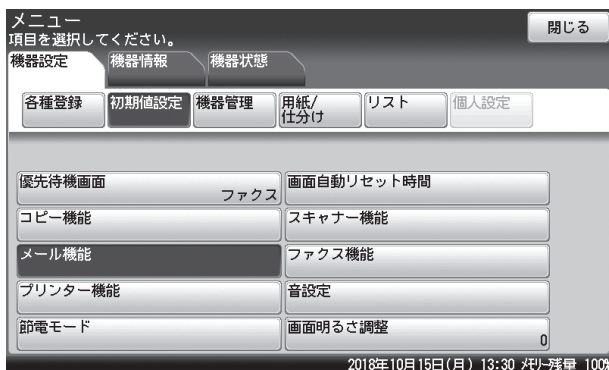 メニュー
項目を選択してください。
閉じる
機器設定 機器情報 機器状態
各種登録 初期値設定 機器管理 用紙/ リスト 個人設定
仕分け
優先待機画面 画面自動リセット時間
ファクス
コピー機能 スキャナー機能
メール機能 ファクス機能
プリンター機能 音設定
節電モード 画面明るさ調整
0
2018年10月15日(月) 13:30 メモリー残量 100%